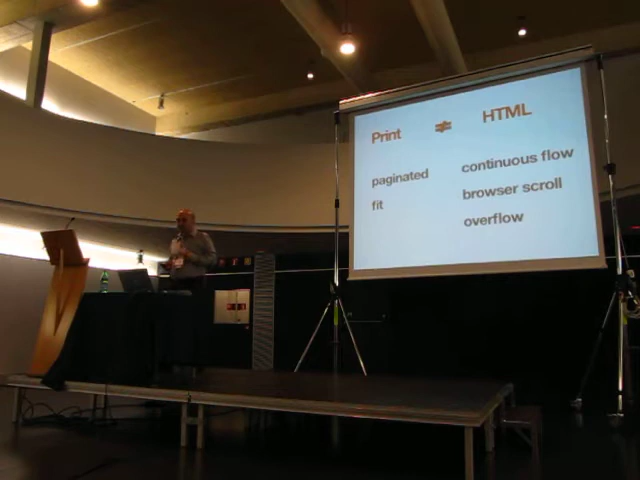 Print ≠ HTML
paginated
fit
continuous flow
browser scroll
overflow